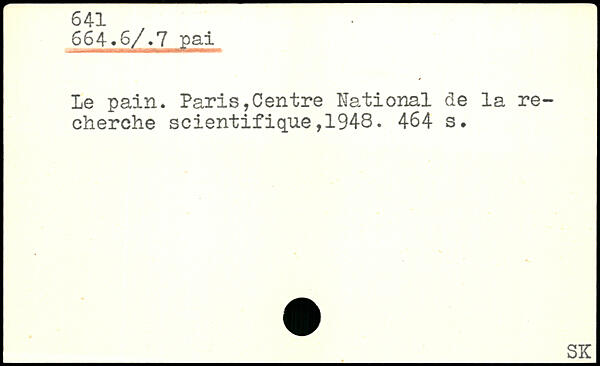 641
664.6/.7 pai
Le pain. Paris,Centre National de la re-
cherche scientifique,1948. 464 s.
SK